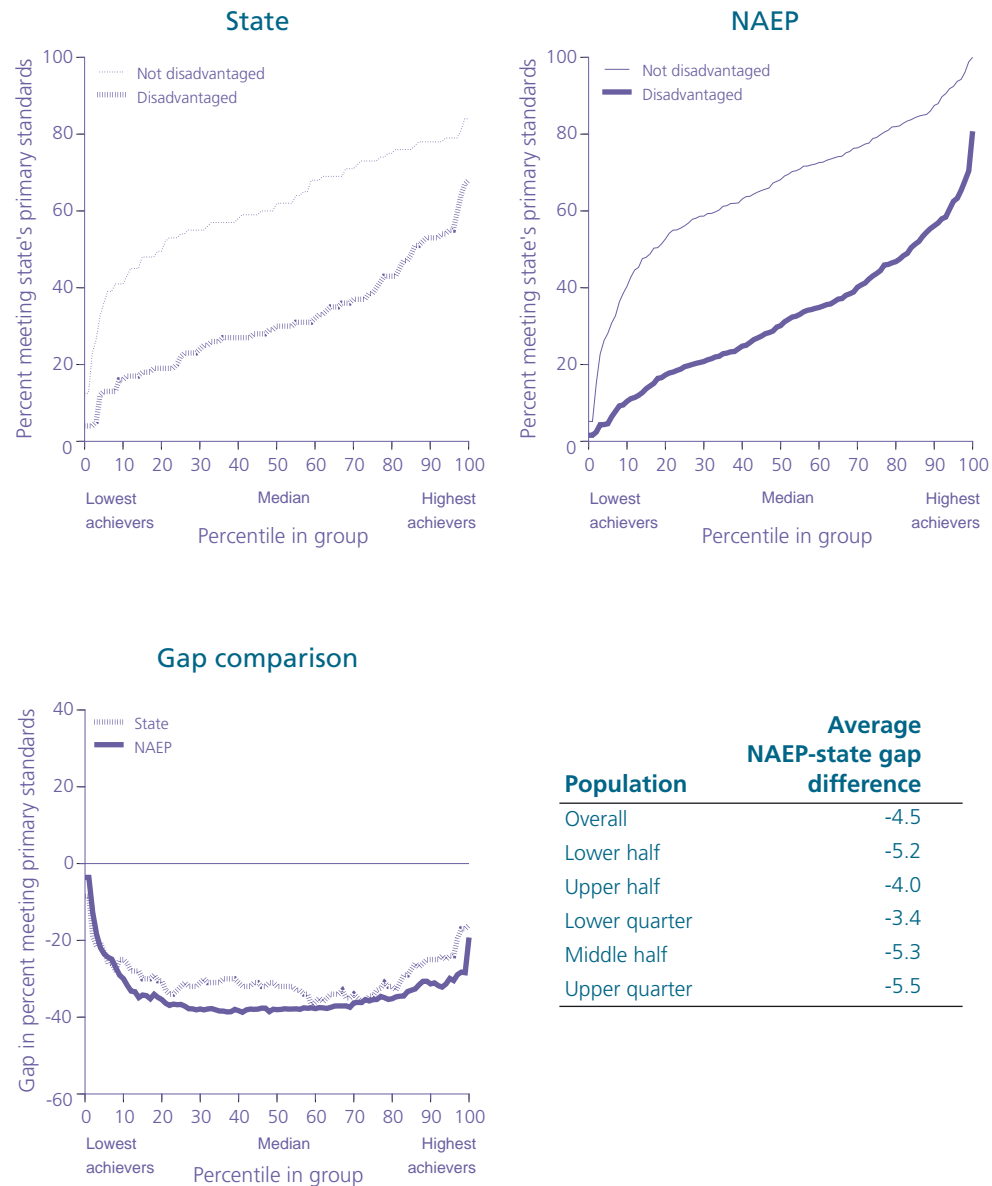 State
Percent meeting state's primary standards
100
80
60
40
20
0
Not disadvantaged
Disadvantaged
0 10 20 30 40 50 60 70 80 90 100
Lowest achievers
Median
Highest achievers
Percentile in group
NAEP
Percent meeting state's primary standards
100
80
60
40
20
0
Not disadvantaged
Disadvantaged
0 10 20 30 40 50 60 70 80 90 100
Lowest achievers
Median
Highest achievers
Percentile in group
Gap comparison
Gap in percent meeting primary standards
40
20
0
-20
-40
-60
State
NAEP
0 10 20 30 40 50 60 70 80 90 100
Lowest achievers
Median
Highest achievers
Percentile in group
Average
NAEP-state gap
Population difference
Overall -4.5
Lower half -5.2
Upper half -4.0
Lower quarter -3.4
Middle half -5.3
Upper quarter -5.5